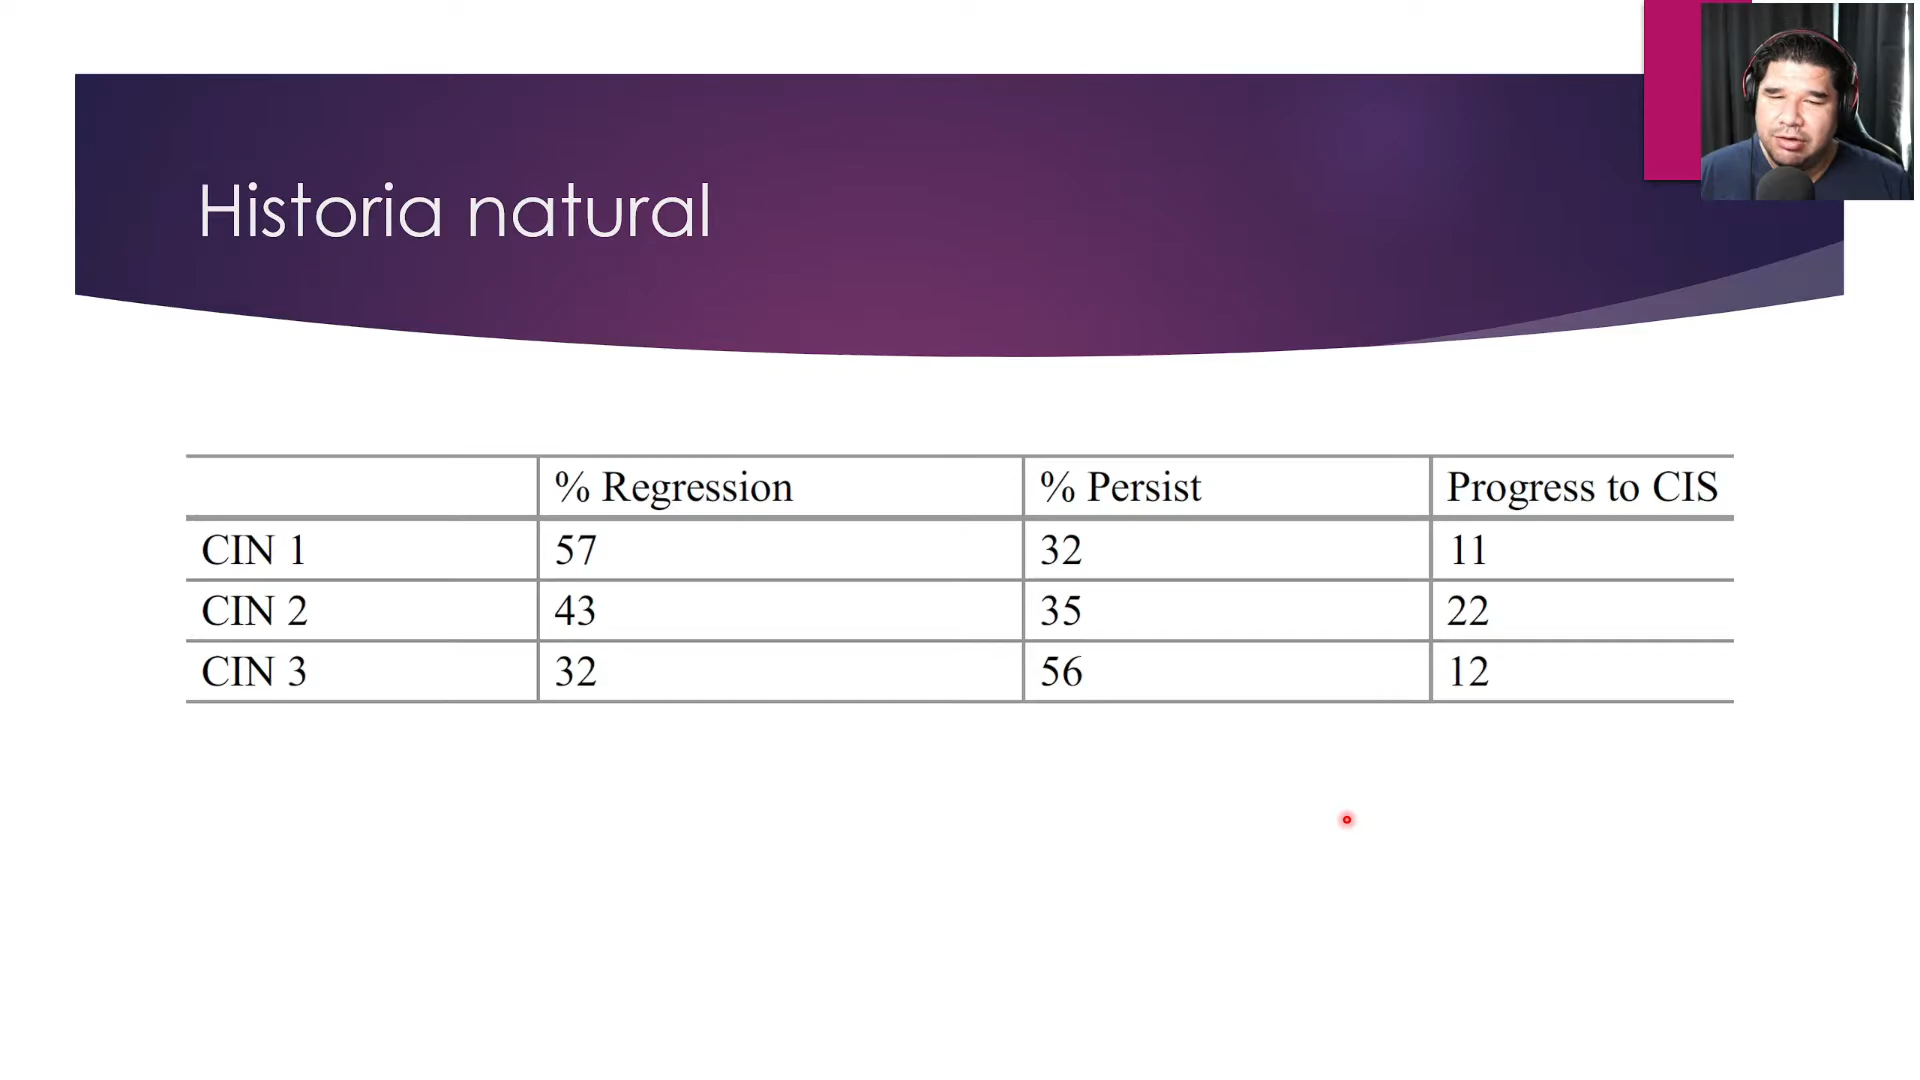 Historia natural
% Regression % Persist Progress to CIS
CIN 1 57 32 11
CIN 2 43 35 22
CIN 3 32 56 12